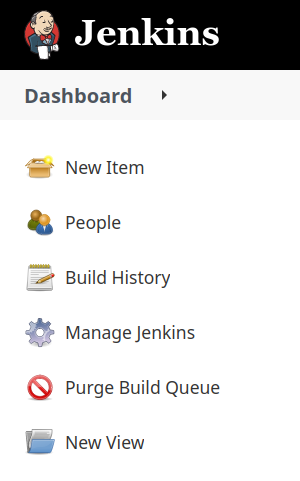 Jenkins
Dashboard
New Item
People
Build History
Manage Jenkins
Purge Build Queue
New View